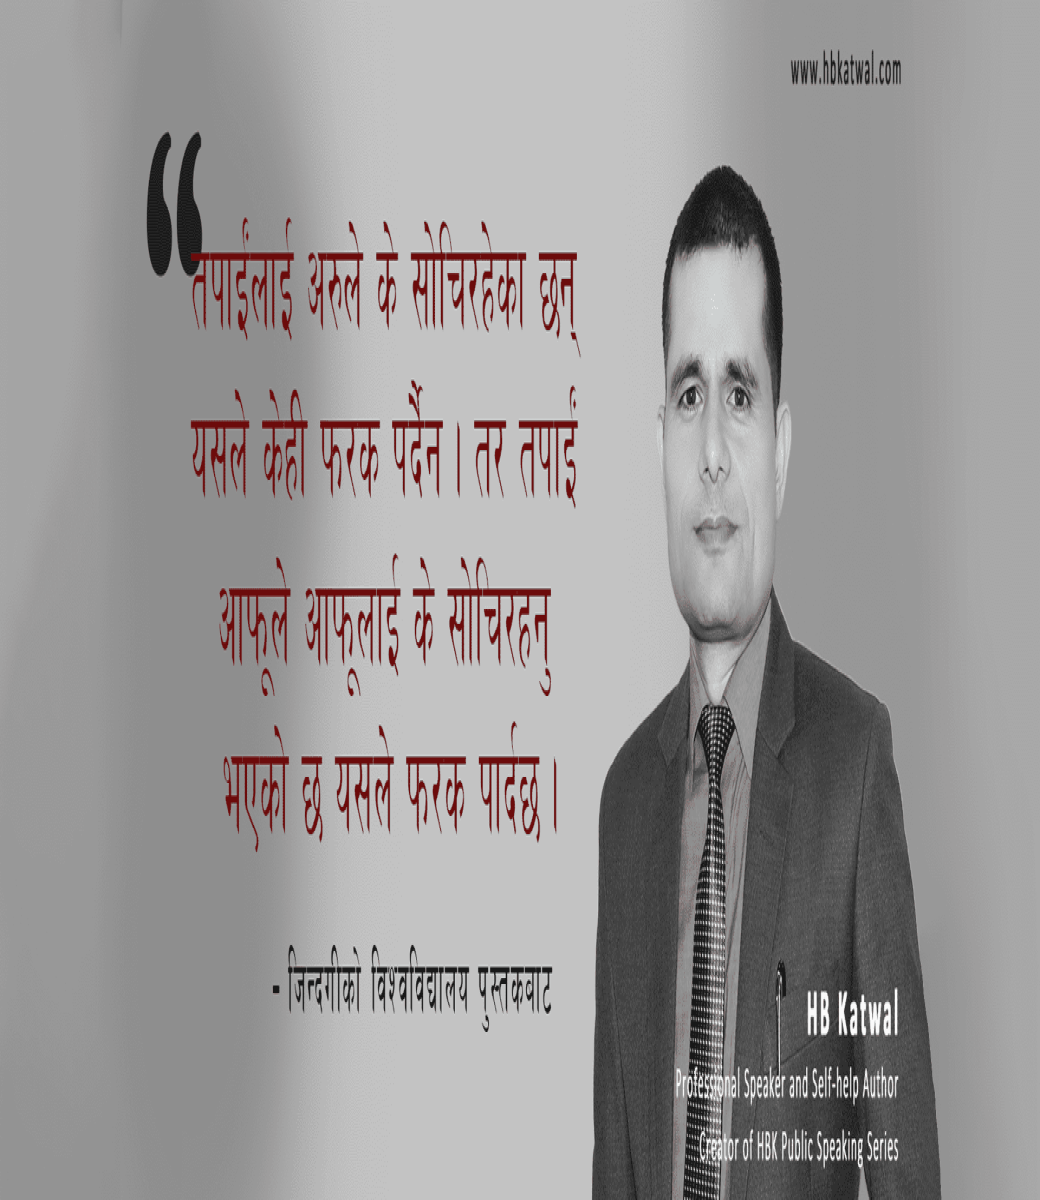 www.hbkatwal.com
“
तपाईंलाई अरुले के सोचिरहेका छन्
यसले केही फरक पर्दैन । तर तपाईं
आफूले आफूलाई के सोचिरहनु
भएको छ यसले फरक पार्दछ ।
- जिन्दगीको विश्वविद्यालय पुस्तकबाट
HB Katwal
Professional Speaker and Self-help Author
Creator of HBK Public Speaking Series